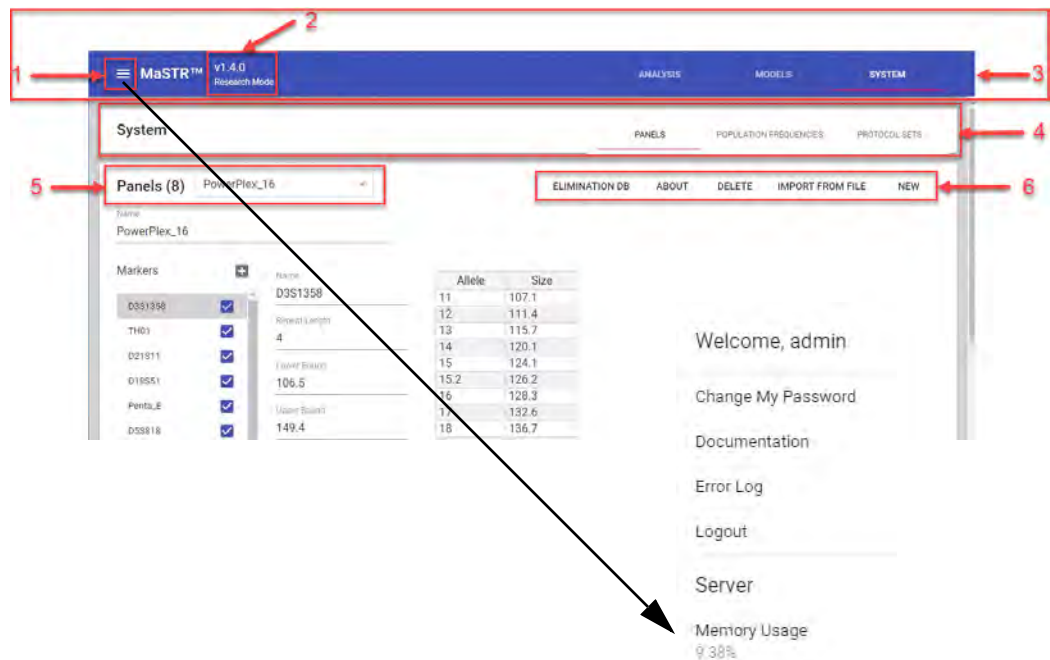 2
1
MaSTR™
v1.4.0
Research Mode
ANALYSIS
MODELS
SYSTEM
3
System
PANELS
POPULATION FREQUENCIES
PROTOCOL SETS
4
5
Panels (8)
PowerPlex_16
ELIMINATION DB
ABOUT
DELETE
IMPORT FROM FILE
NEW
6
Name
PowerPlex_16
Markers
D3S1358
TH01
D21S11
D18S51
Penta_E
D5S818
Name
D3S1358
Repeat Length
4
Lower Bound
106.5
Upper Bound
149.4
Allele Size
11 107.1
12 111.4
13 115.7
14 120.1
15 124.1
15.2 126.2
16 128.3
17 132.6
18 136.7
Welcome, admin
Change My Password
Documentation
Error Log
Logout
Server
Memory Usage
9.38%